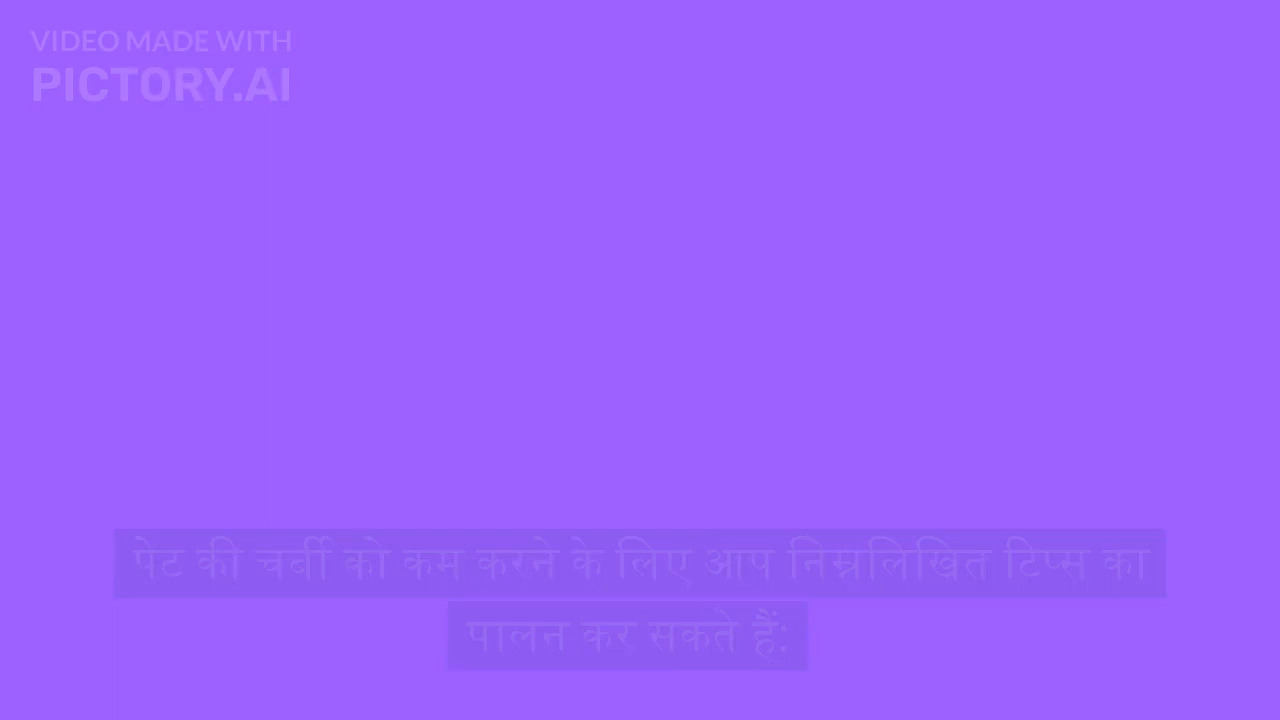 VIDEO MADE WITH
PICTORY.AI
पेट की चर्बी को कम करने के लिए आप निम्नलिखित टिप्स का
पालन कर सकते हैं: